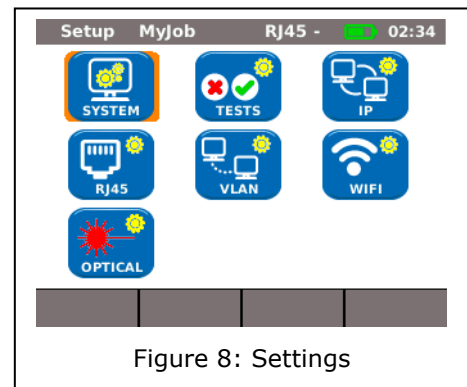 Setup MyJob RJ45 - 02:34
SYSTEM TESTS IP
RJ45 VLAN WIFI
OPTICAL
Figure 8: Settings